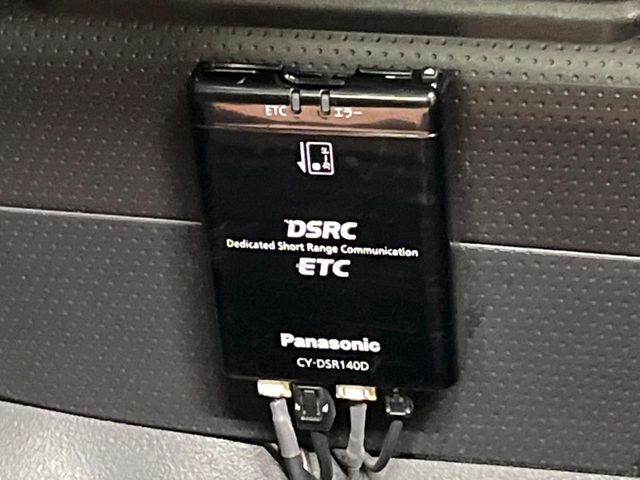 ETC エラー
DSRC
Dedicated Short Range Communication
ETC
Panasonic
CY-DSR140D